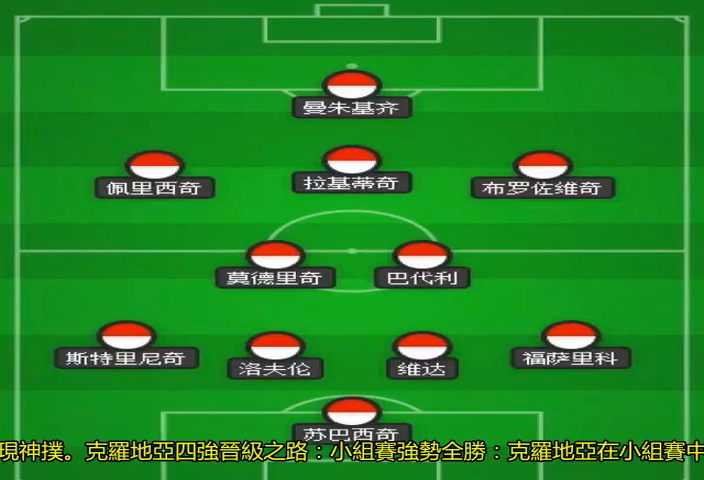 曼朱基齐
佩里西奇
拉基蒂奇
布罗佐维奇
莫德里奇
巴代利
斯特里尼奇
洛夫伦
维达
福萨里科
苏巴西奇
現神撲。克羅地亞四強晉級之路：小組賽強勢全勝：克羅地亞在小組賽中